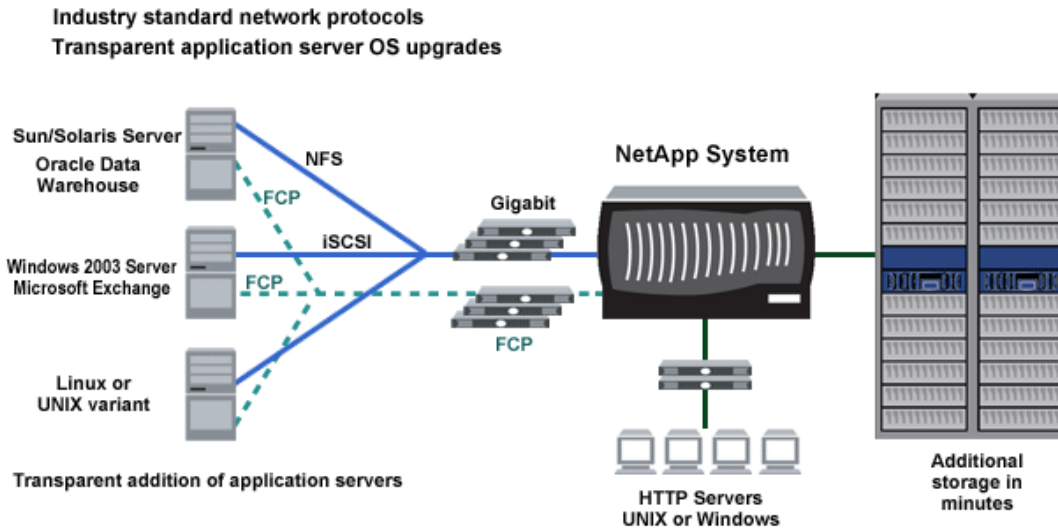 Industry standard network protocols
Transparent application server OS upgrades
Sun/Solaris Server
Oracle Data
Warehouse
NFS
FCP
NetApp System
Gigabit
iSCSI
Windows 2003 Server
Microsoft Exchange
FCP
FCP
Linux or
UNIX variant
Transparent addition of application servers
HTTP Servers
UNIX or Windows
Additional
storage in
minutes